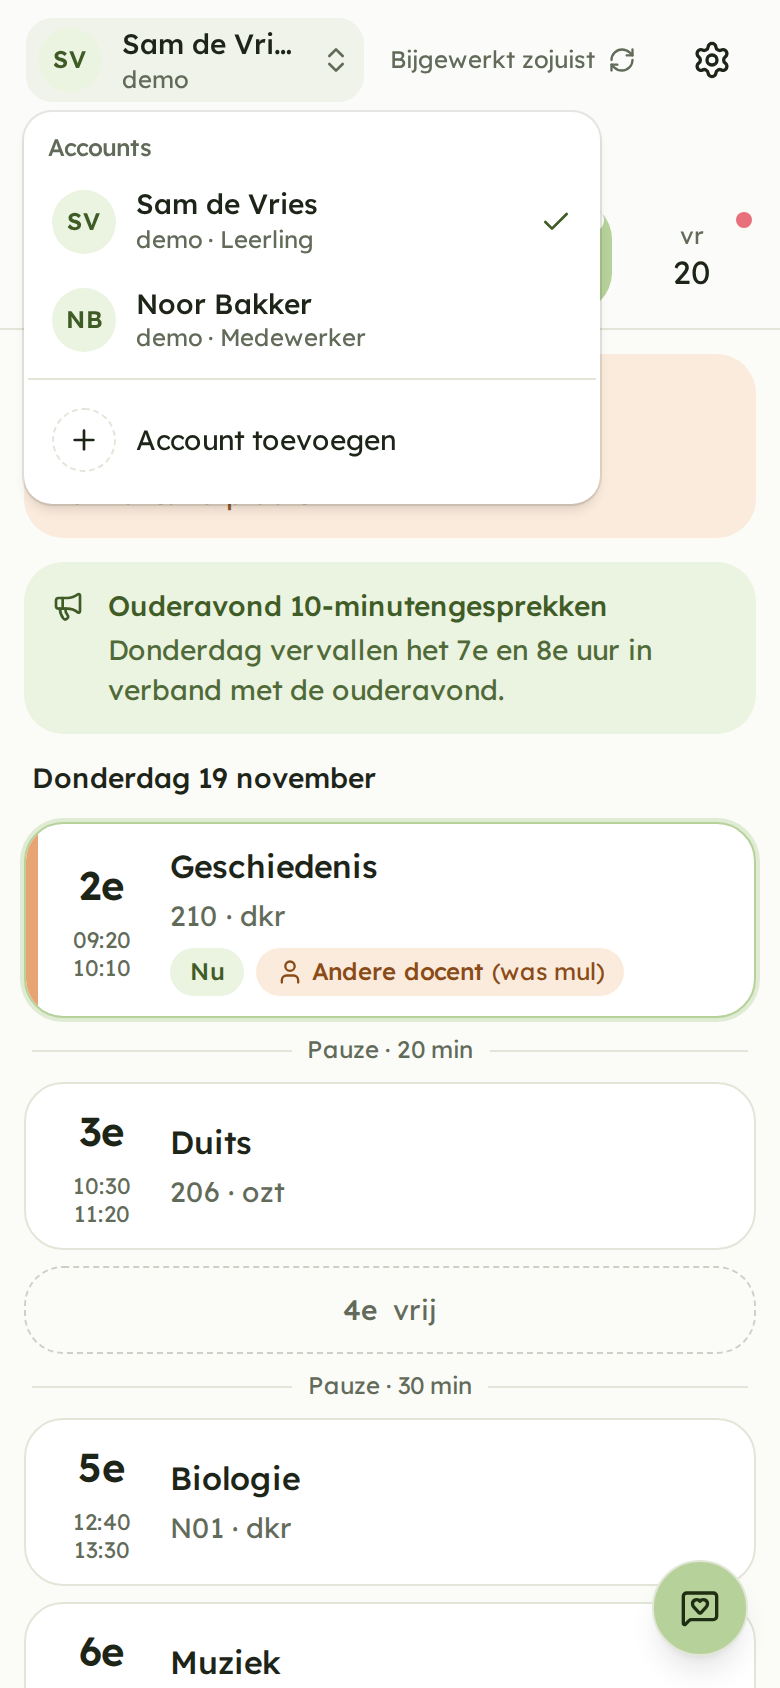 SV
Sam de Vri...
demo
Bijgewerkt zojuist
Accounts
SV
Sam de Vries
demo · Leerling
NB
Noor Bakker
demo · Medewerker
Account toevoegen
vr
20
Ouderavond 10-minutengesprekken
Donderdag vervallen het 7e en 8e uur in
verband met de ouderavond.
Donderdag 19 november
2e
09:20
10:10
Geschiedenis
210 · dkr
Nu
Andere docent (was mul)
Pauze · 20 min
3e
10:30
11:20
Duits
206 · ozt
4e vrij
Pauze · 30 min
5e
12:40
13:30
Biologie
N01 · dkr
6e
Muziek